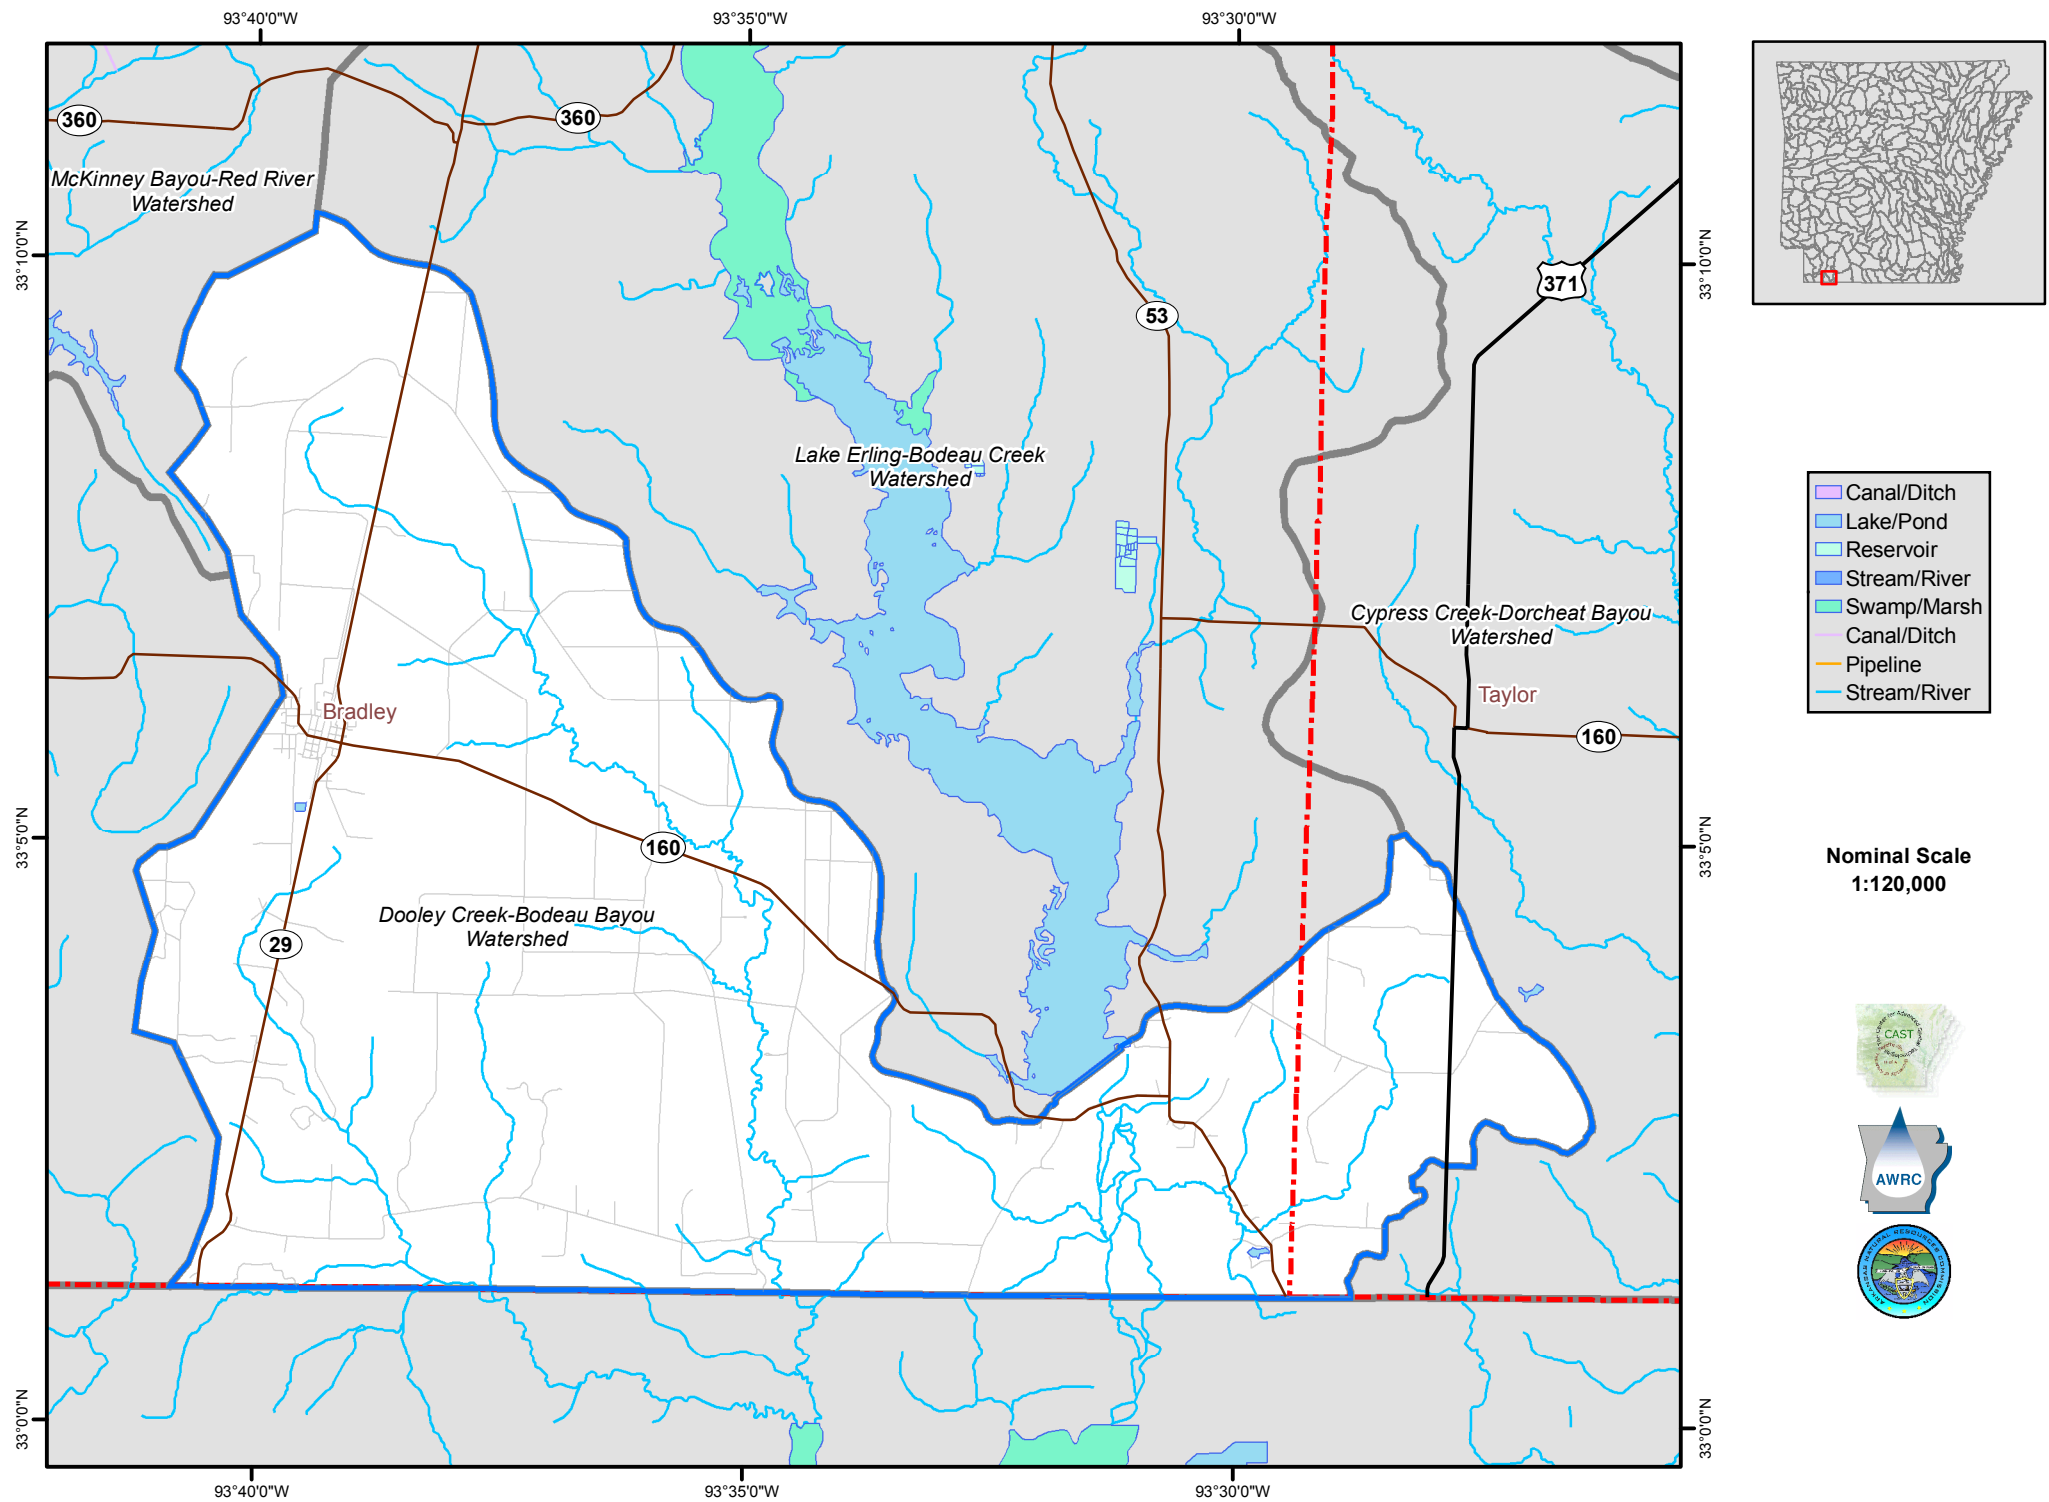 93°40'0"W
93°35'0"W
93°30'0"W
360
360
McKinney Bayou-Red River
Watershed
33°10'0"N
33°10'0"N
371
53
Lake Erling-Bodeau Creek
Watershed
Canal/Ditch
Lake/Pond
Reservoir
Stream/River
Swamp/Marsh
Canal/Ditch
Pipeline
Stream/River
Cypress Creek-Dorcheat Bayou
Watershed
Taylor
Bradley
160
160
33°5'0"N
33°5'0"N
Nominal Scale
1:120,000
Dooley Creek-Bodeau Bayou
Watershed
29
CAST
AWRC
ARKANSAS NATURAL RESOURCES COMMISSION
33°0'0"N
33°0'0"N
93°40'0"W
93°35'0"W
93°30'0"W